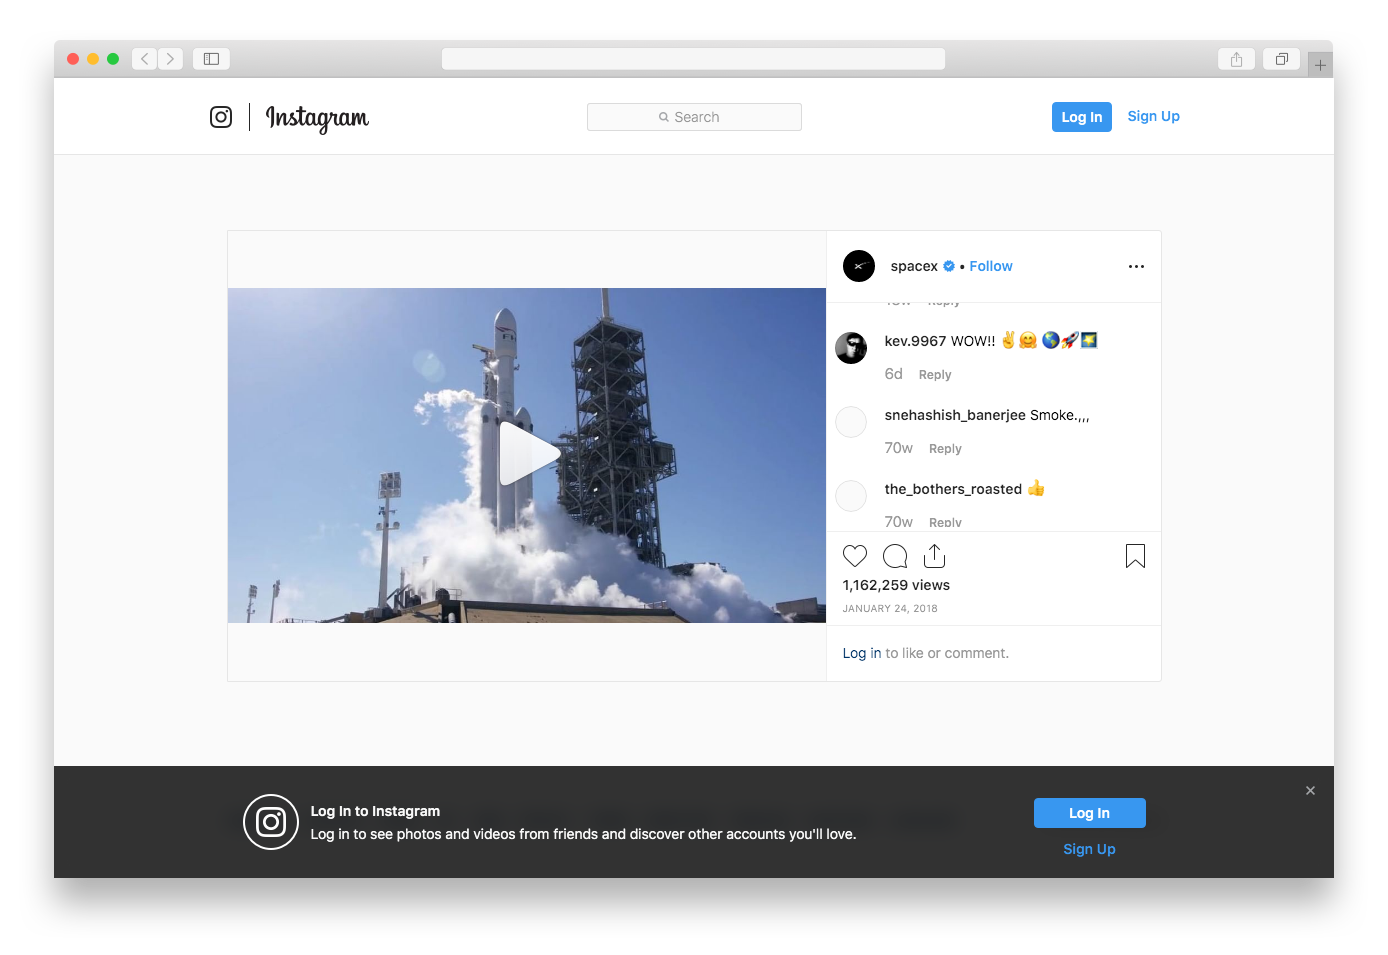 Instagram
Search
Log In
Sign Up
spacex • Follow
Reply
kev.9967 WOW!! ✌️🤗 🌎🚀🌠
6d Reply
snehashish_banerjee Smoke.,,,
70w Reply
the_bothers_roasted 👍
70w Reply
1,162,259 views
JANUARY 24, 2018
Log in to like or comment.
Log In to Instagram
Log in to see photos and videos from friends and discover other accounts you'll love.
Log In
Sign Up